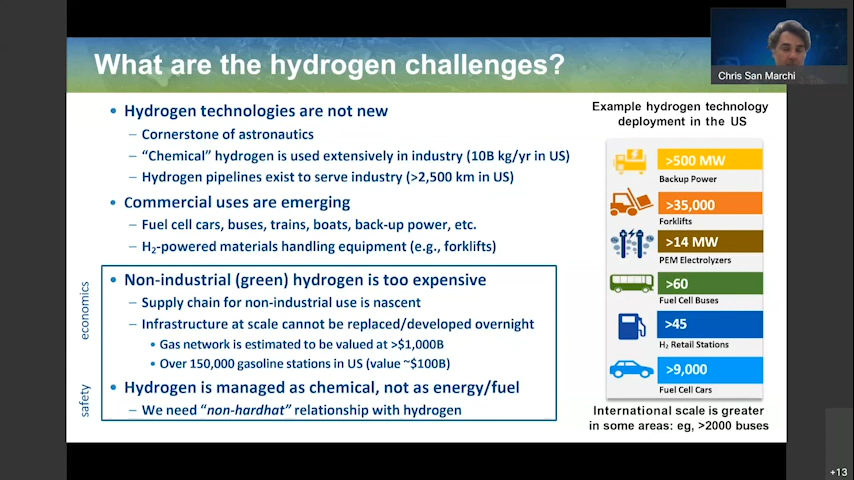 What are the hydrogen challenges?
Chris San Marchi
• Hydrogen technologies are not new
– Cornerstone of astronautics
– “Chemical” hydrogen is used extensively in industry (10B kg/yr in US)
– Hydrogen pipelines exist to serve industry (>2,500 km in US)
• Commercial uses are emerging
– Fuel cell cars, buses, trains, boats, back-up power, etc.
– H₂-powered materials handling equipment (e.g., forklifts)
economics
• Non-industrial (green) hydrogen is too expensive
– Supply chain for non-industrial use is nascent
– Infrastructure at scale cannot be replaced/developed overnight
• Gas network is estimated to be valued at >$1,000B
• Over 150,000 gasoline stations in US (value ~$100B)
safety
• Hydrogen is managed as chemical, not as energy/fuel
– We need “non-hardhat” relationship with hydrogen
Example hydrogen technology
deployment in the US
>500 MW
Backup Power
>35,000
Forklifts
>14 MW
PEM Electrolyzers
>60
Fuel Cell Buses
>45
H₂ Retail Stations
>9,000
Fuel Cell Cars
International scale is greater
in some areas: eg, >2000 buses
+13